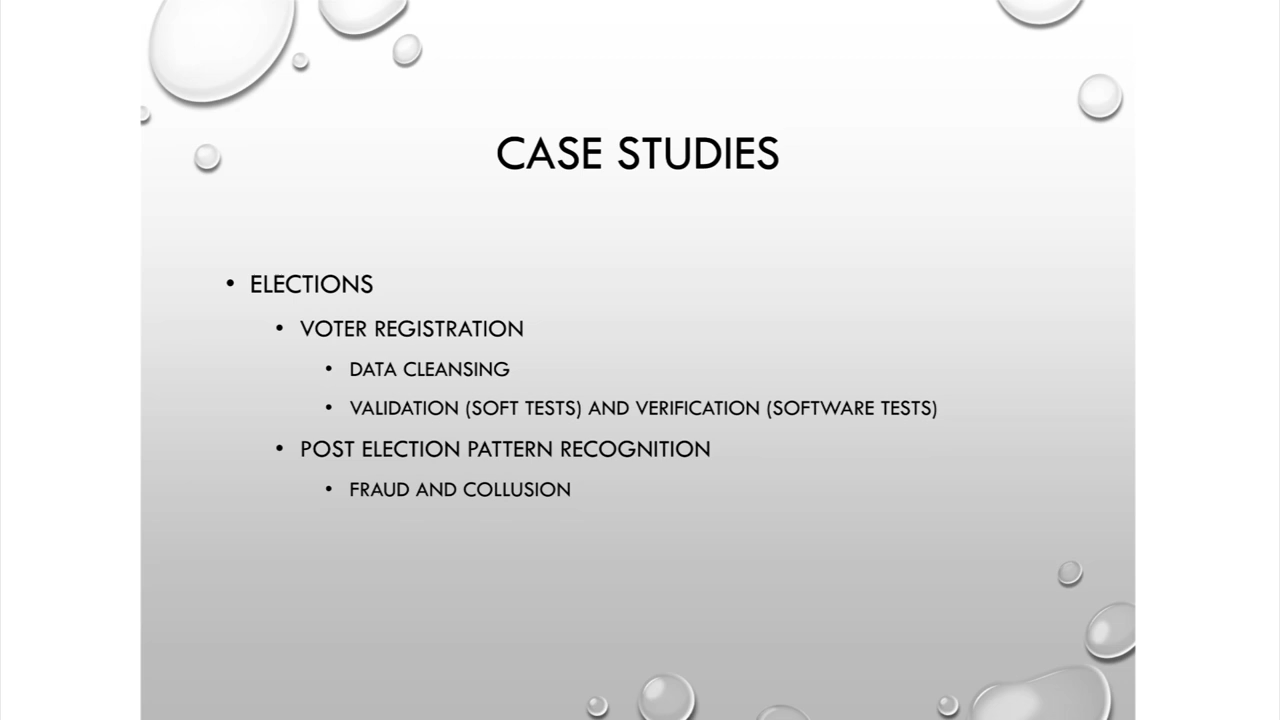 CASE STUDIES
• ELECTIONS
• VOTER REGISTRATION
• DATA CLEANSING
• VALIDATION (SOFT TESTS) AND VERIFICATION (SOFTWARE TESTS)
• POST ELECTION PATTERN RECOGNITION
• FRAUD AND COLLUSION